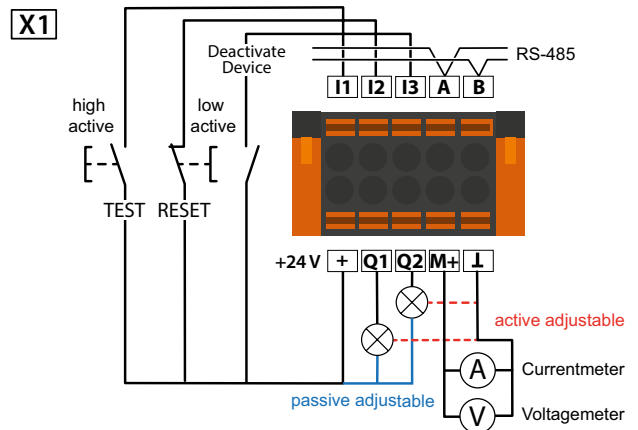 X1
Deactivate
Device
RS-485
I1 I2 I3 A B
high
active
low
active
TEST RESET
+24 V + Q1 Q2 M+ ⊥
active adjustable
A Currentmeter
passive adjustable
V Voltagemeter